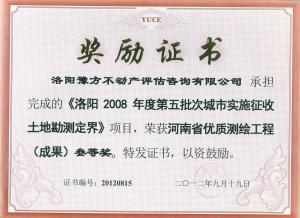 YUCE
奖励证书
洛阳豫方不动产评估咨询有限公司 承担
完成的《洛阳 2008 年度第五批次城市实施征收
土地勘测定界》项目，荣获河南省优质测绘工程
（成果）叁等奖。特发证书，以资鼓励。
证书编号：20120815
二〇一二年九月十九日